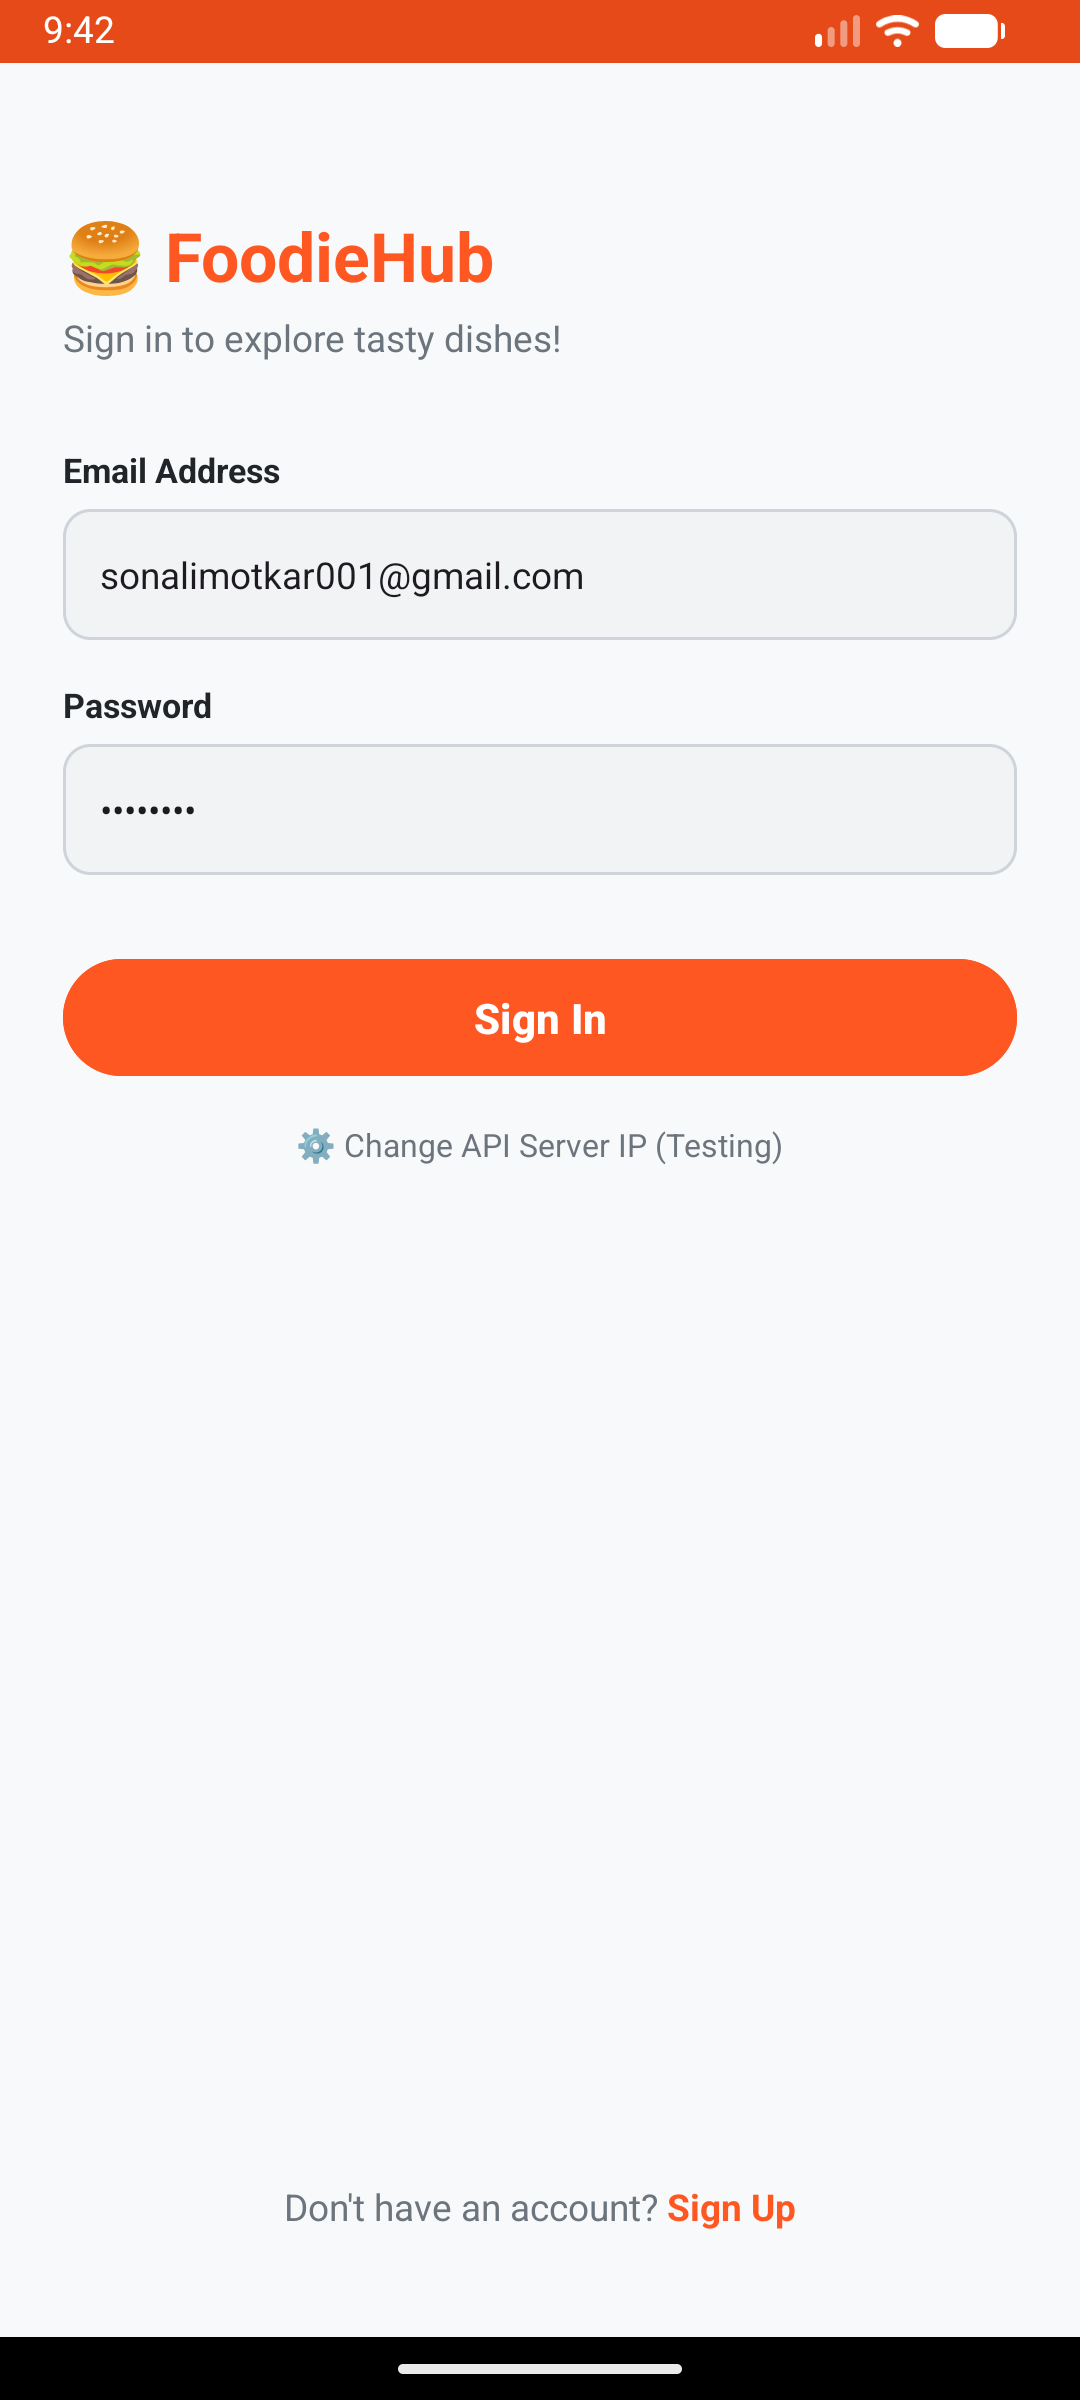 9:42
FoodieHub
Sign in to explore tasty dishes!
Email Address
sonalimotkar001@gmail.com
Password
••••••••
Sign In
Change API Server IP (Testing)
Don't have an account? Sign Up